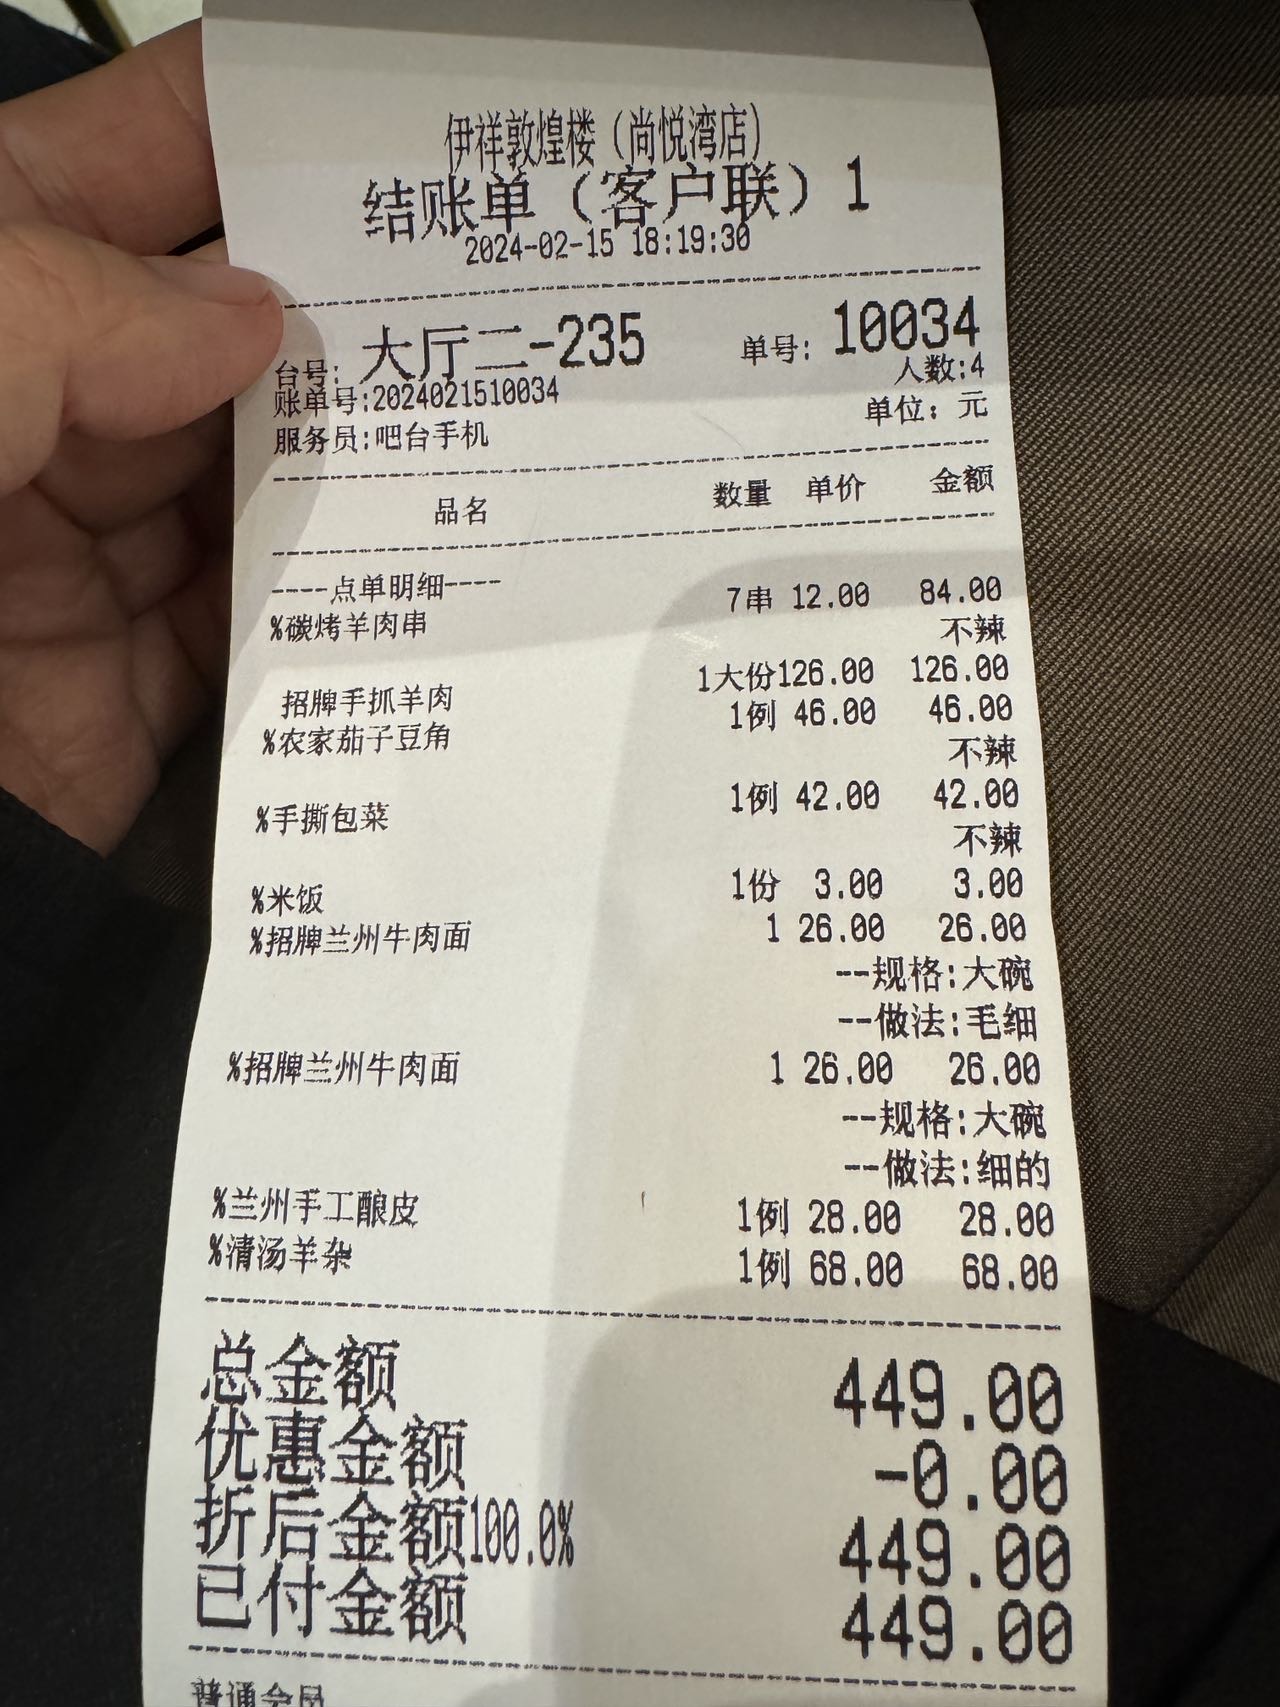 伊祥敦煌楼（尚悦湾店）
结账单（客户联）1
2024-02-15 18:19:30
台号: 大厅二-235 单号: 10034
账单号:2024021510034 人数:4
服务员:吧台手机 单位: 元
品名 数量 单价 金额
----点单明细----
%碳烤羊肉串 7串 12.00 84.00
不辣
招牌手抓羊肉 1大份126.00 126.00
%农家茄子豆角 1例 46.00 46.00
不辣
%手撕包菜 1例 42.00 42.00
不辣
%米饭 1份 3.00 3.00
%招牌兰州牛肉面 1 26.00 26.00
--规格:大碗
--做法:毛细
%招牌兰州牛肉面 1 26.00 26.00
--规格:大碗
--做法:细的
%兰州手工酿皮 1例 28.00 28.00
%清汤羊杂 1例 68.00 68.00
总金额 449.00
优惠金额 -0.00
折后金额100.0% 449.00
已付金额 449.00
普通会员